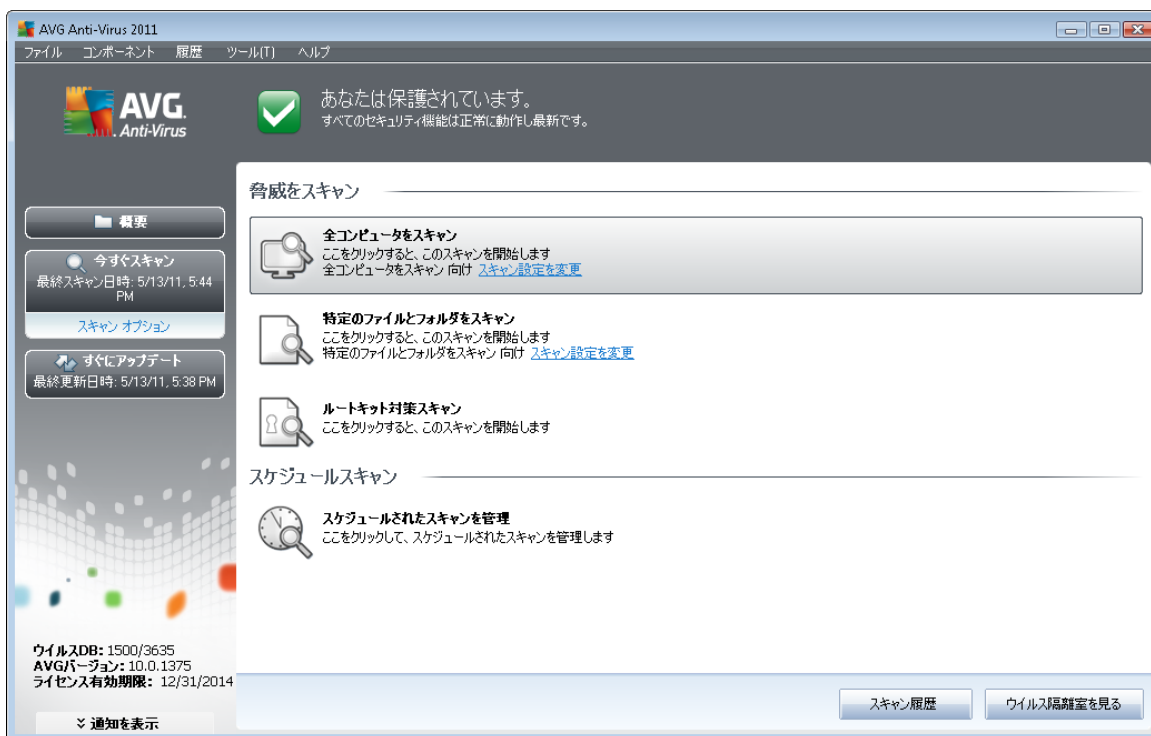 AVG Anti-Virus 2011
ファイル コンポーネント 履歴 ツール(T) ヘルプ
AVG.
Anti-Virus
あなたは保護されています。
すべてのセキュリティ機能は正常に動作し最新です。
概要
今すぐスキャン
最終スキャン日時: 5/13/11, 5:44
PM
スキャン オプション
すぐにアップデート
最終更新日時: 5/13/11, 5:38 PM
脅威をスキャン
全コンピュータをスキャン
ここをクリックすると、このスキャンを開始します
全コンピュータをスキャン 向け スキャン設定を変更
特定のファイルとフォルダをスキャン
ここをクリックすると、このスキャンを開始します
特定のファイルとフォルダをスキャン 向け スキャン設定を変更
ルートキット対策スキャン
ここをクリックすると、このスキャンを開始します
スケジュールスキャン
スケジュールされたスキャンを管理
ここをクリックして、スケジュールされたスキャンを管理します
ウイルスDB: 1500/3635
AVGバージョン: 10.0.1375
ライセンス有効期限: 12/31/2014
通知を表示
スキャン履歴
ウイルス隔離室を見る